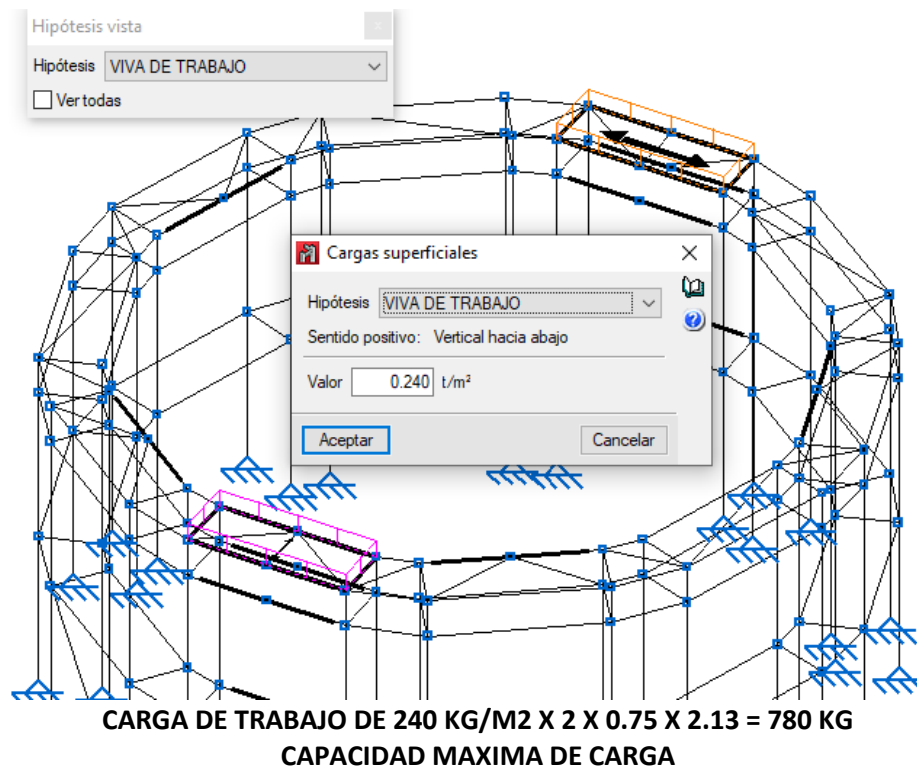 Hipótesis vista
Hipótesis VIVA DE TRABAJO
Ver todas
Cargas superficiales
Hipótesis VIVA DE TRABAJO
Sentido positivo: Vertical hacia abajo
Valor 0.240 t/m²
Aceptar Cancelar
CARGA DE TRABAJO DE 240 KG/M2 X 2 X 0.75 X 2.13 = 780 KG
CAPACIDAD MAXIMA DE CARGA